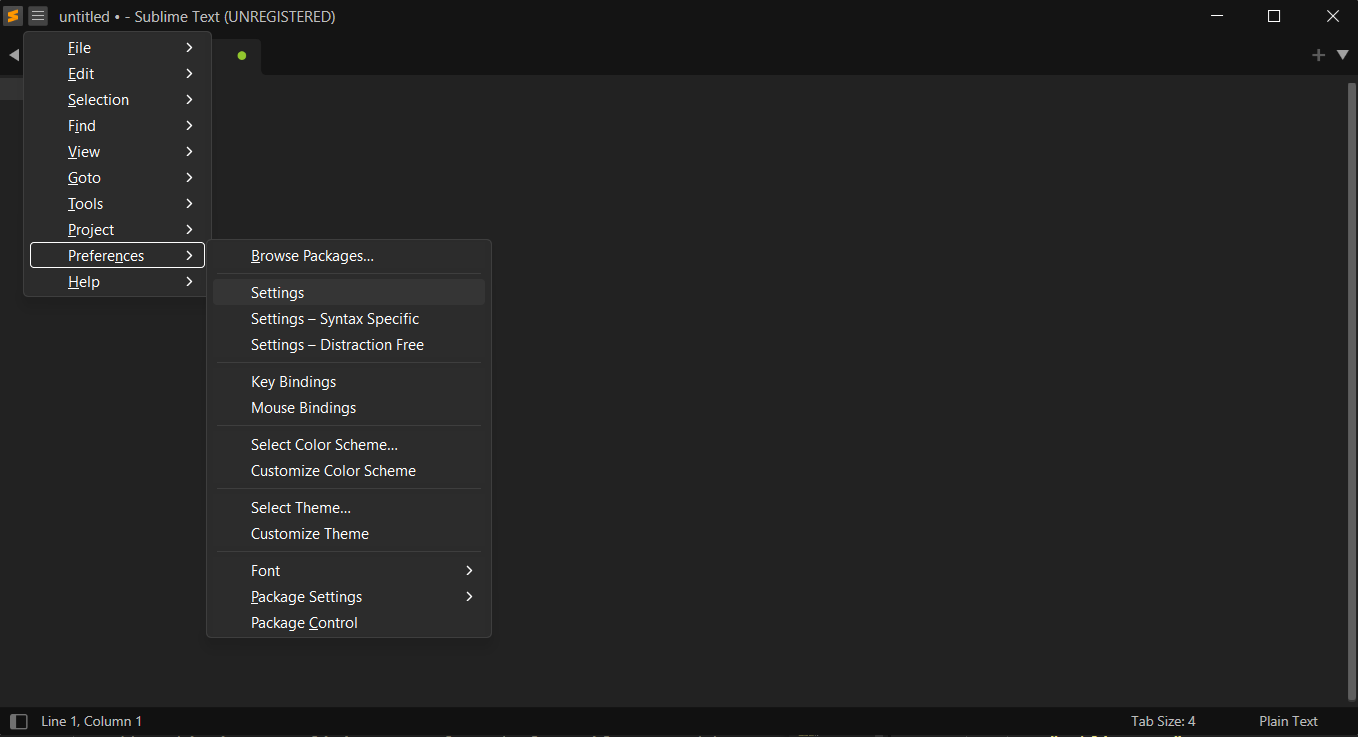 untitled • - Sublime Text (UNREGISTERED)
File
Edit
Selection
Find
View
Goto
Tools
Project
Preferences
Help
Browse Packages...
Settings
Settings – Syntax Specific
Settings – Distraction Free
Key Bindings
Mouse Bindings
Select Color Scheme...
Customize Color Scheme
Select Theme...
Customize Theme
Font
Package Settings
Package Control
Line 1, Column 1
Tab Size: 4
Plain Text